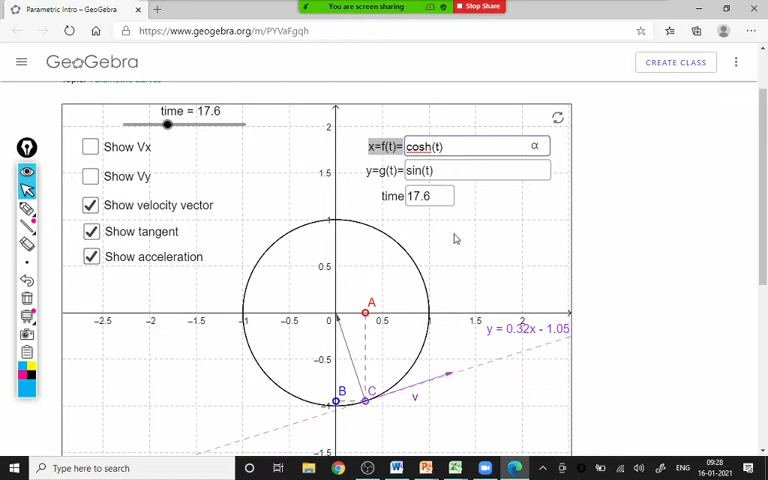 Parametric Intro – GeoGebra
You are screen sharing
Stop Share
https://www.geogebra.org/m/PYVaFgqh
GeoGebra
CREATE CLASS
time = 17.6
Show Vx
Show Vy
Show velocity vector
Show tangent
Show acceleration
x=f(t)= cosh(t) α
y=g(t)= sin(t)
time 17.6
2
1.5
1
0.5
A
−2.5 −2 −1.5 −1 −0.5 0 0.5 1 1.5 2
y = 0.32x - 1.05
−0.5
B C
v
−1
−1.5
Type here to search
ENG
09:28
16-01-2021